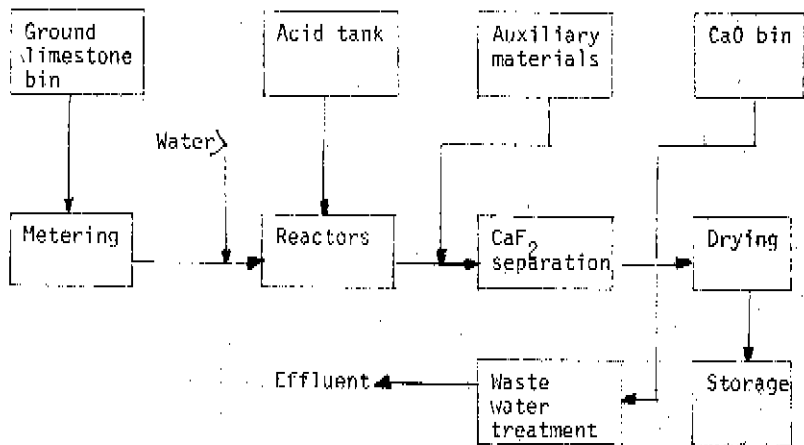 Ground
limestone
bin
Acid tank
Auxiliary
materials
CaO bin
Water
Metering
Reactors
CaF2
separation
Drying
Effluent
Waste
water
treatment
Storage